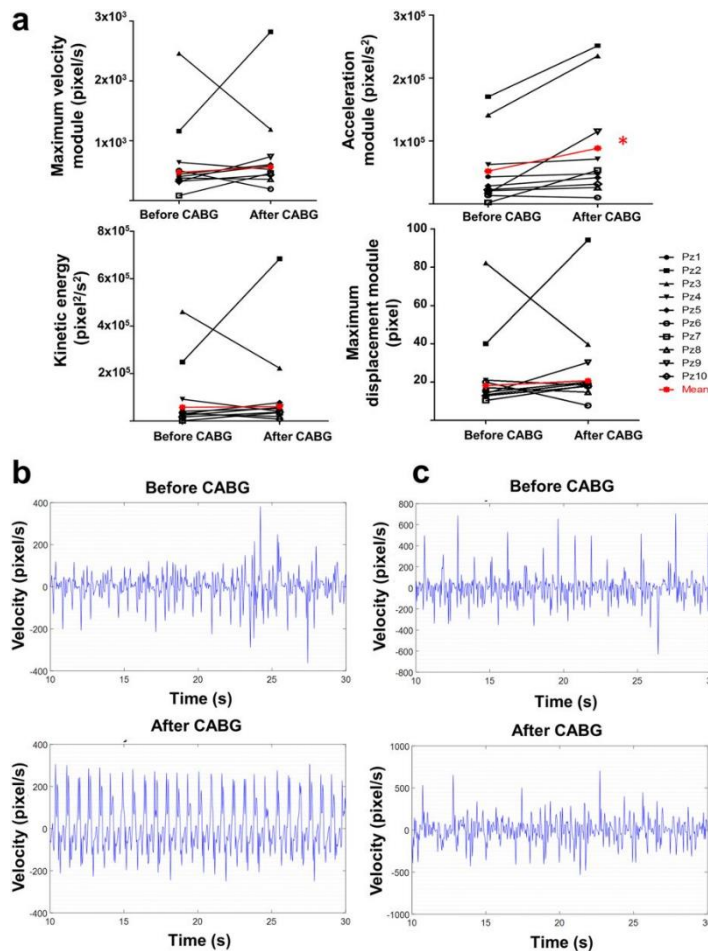 a
Maximum velocity
module (pixel/s)
3x10³
2x10³
1x10³
0
Before CABG After CABG
Acceleration
module (pixel/s²)
3x10⁵
2x10⁵
1x10⁵
0
*
Before CABG After CABG
Kinetic energy
(pixel²/s²)
8x10⁵
6x10⁵
4x10⁵
2x10⁵
0
Before CABG After CABG
Maximum
displacement module
(pixel)
100
80
60
40
20
0
Before CABG After CABG
Pz1
Pz2
Pz3
Pz4
Pz5
Pz6
Pz7
Pz8
Pz9
Pz10
Mean
b
Before CABG
Velocity (pixel/s)
400
200
0
-200
-400
10 15 20 25 30
Time (s)
After CABG
Velocity (pixel/s)
400
200
0
-200
-400
10 15 20 25 30
Time (s)
c
Before CABG
Velocity (pixel/s)
800
600
400
200
0
-200
-400
-600
-800
10 15 20 25 30
Time (s)
After CABG
Velocity (pixel/s)
1000
500
0
-500
-1000
10 15 20 25 30
Time (s)